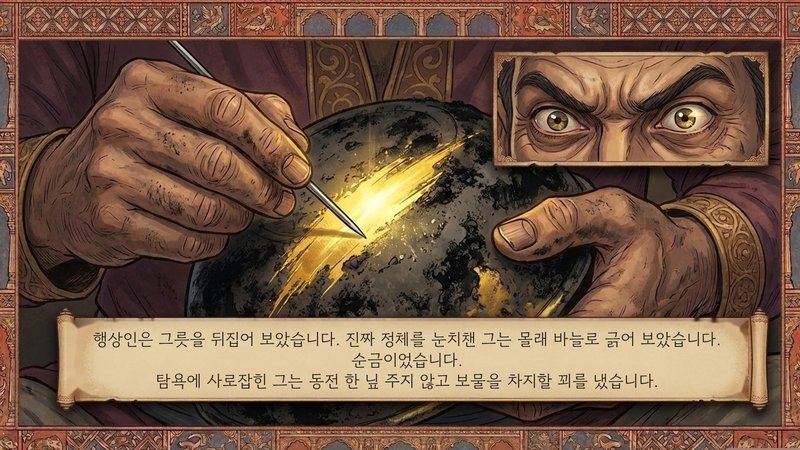 행상인은 그릇을 뒤집어 보았습니다. 진짜 정체를 눈치챈 그는 몰래 바늘로 긁어 보았습니다.
순금이었습니다.
탐욕에 사로잡힌 그는 동전 한 닢 주지 않고 보물을 차지할 꾀를 냈습니다.